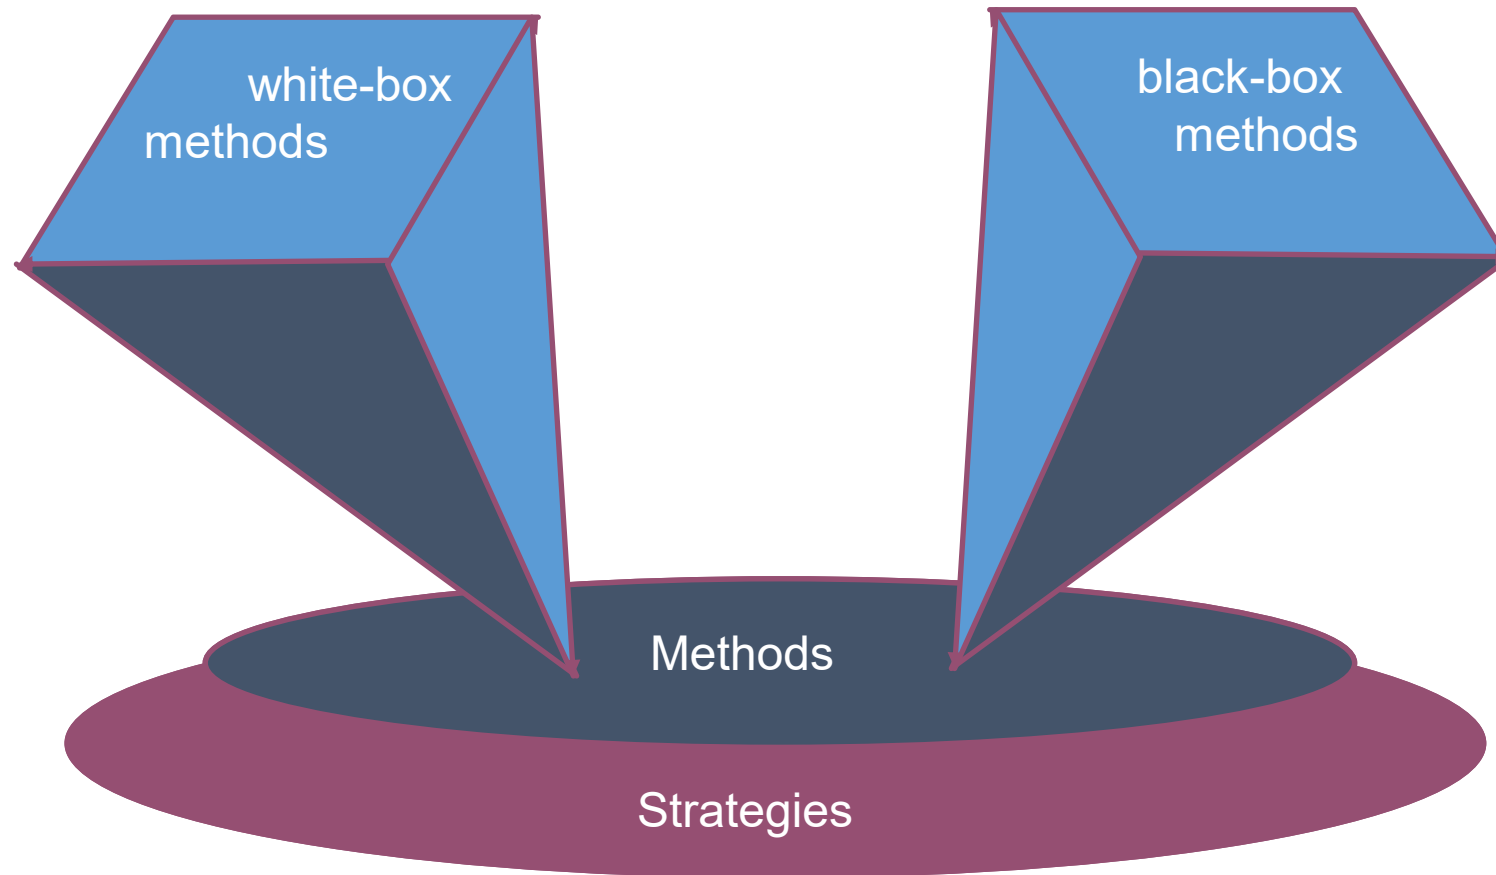 white-box
methods
black-box
methods
Methods
Strategies